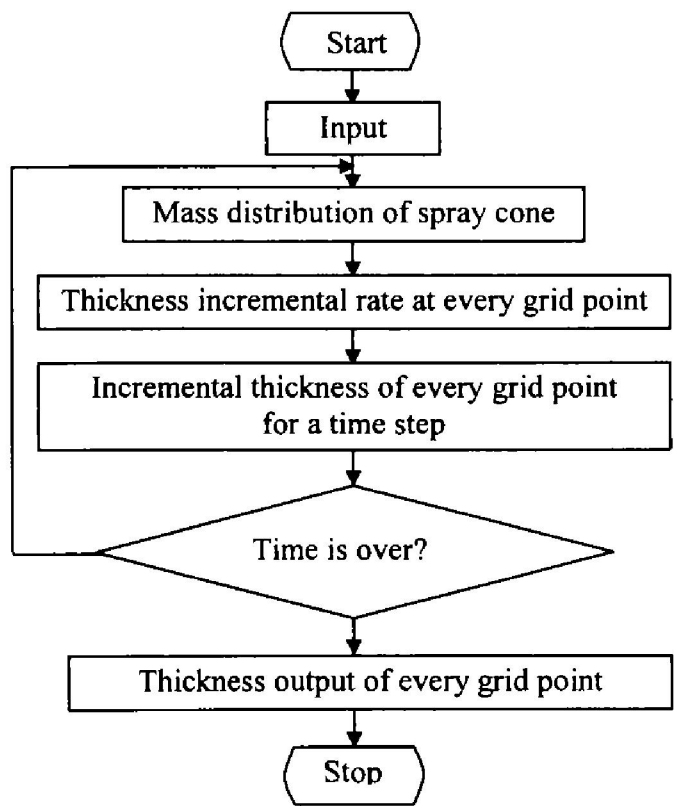 Start
Input
Mass distribution of spray cone
Thickness incremental rate at every grid point
Incremental thickness of every grid point
for a time step
Time is over?
Thickness output of every grid point
Stop